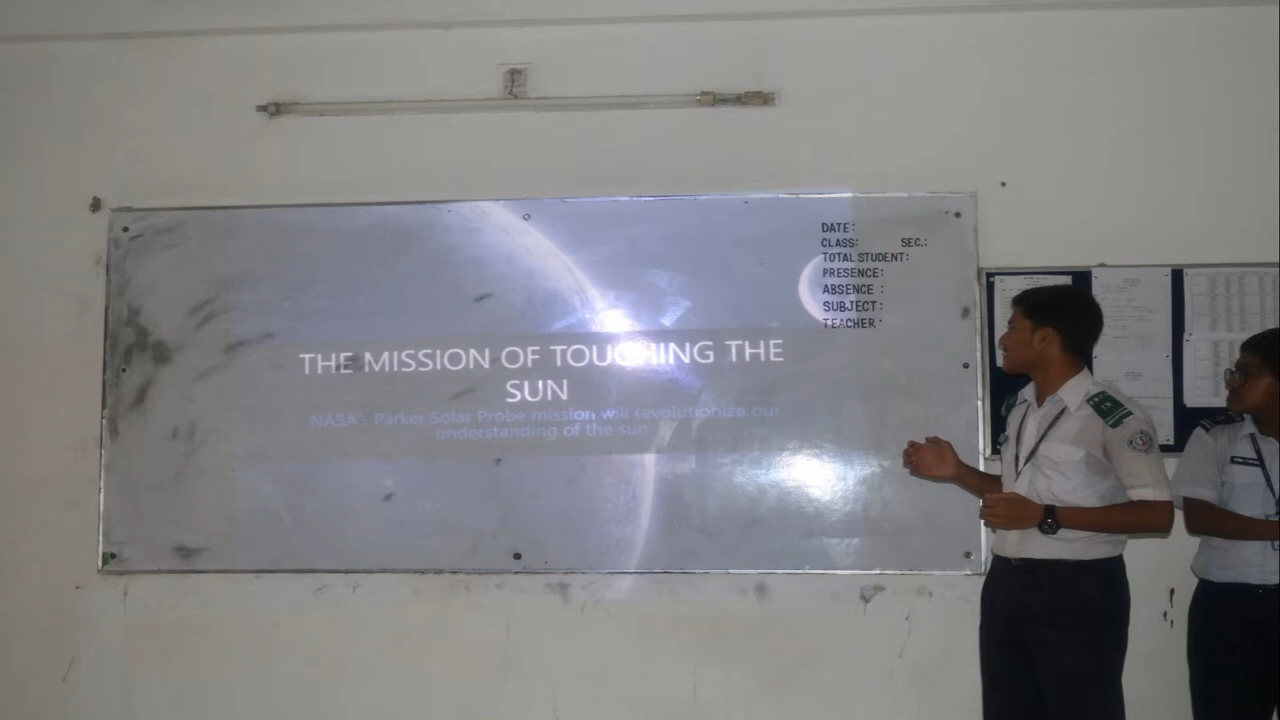 DATE:
CLASS: SEC.:
TOTAL STUDENT:
PRESENCE:
ABSENCE :
SUBJECT:
TEACHER:
THE MISSION OF TOUCHING THE
SUN
NASA's Parker Solar Probe mission will revolutionize our
understanding of the sun